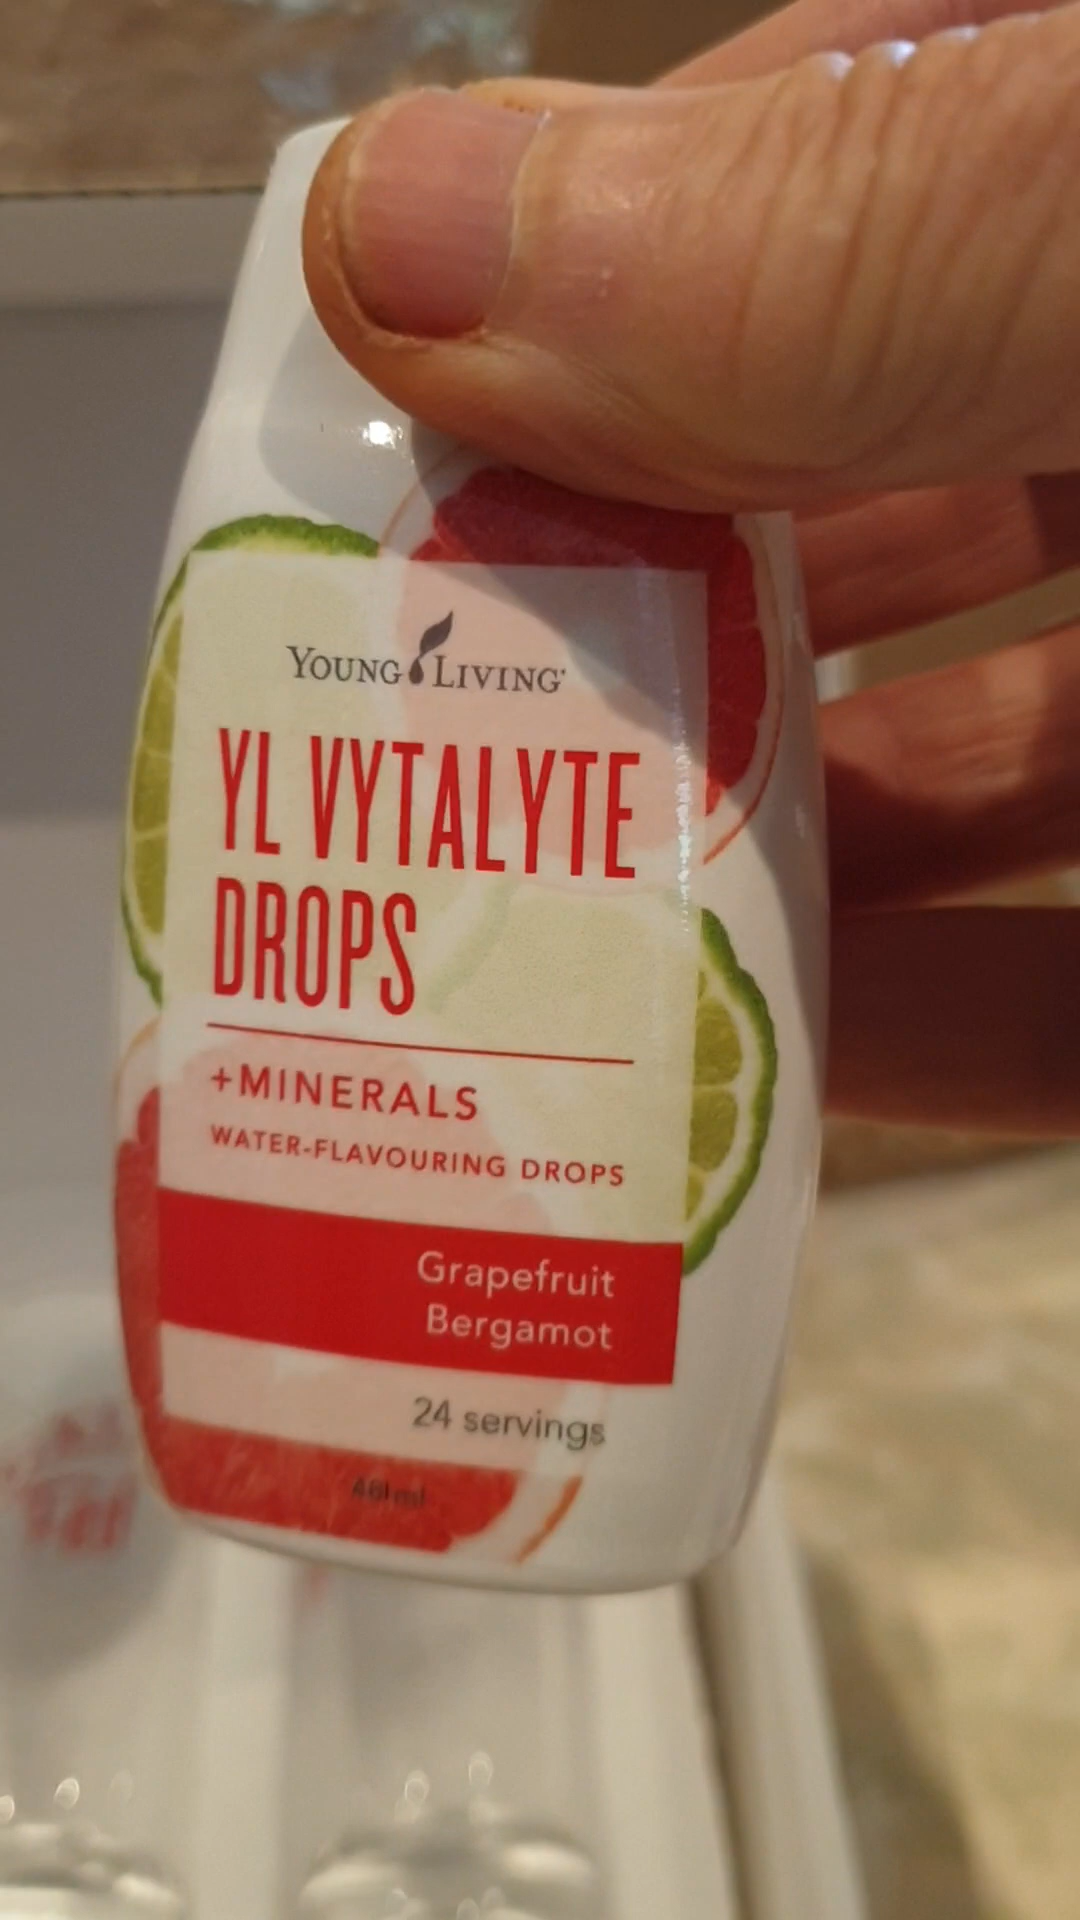 YOUNG LIVING
YL VYTALYTE
DROPS
+MINERALS
WATER-FLAVOURING DROPS
Grapefruit
Bergamot
24 servings